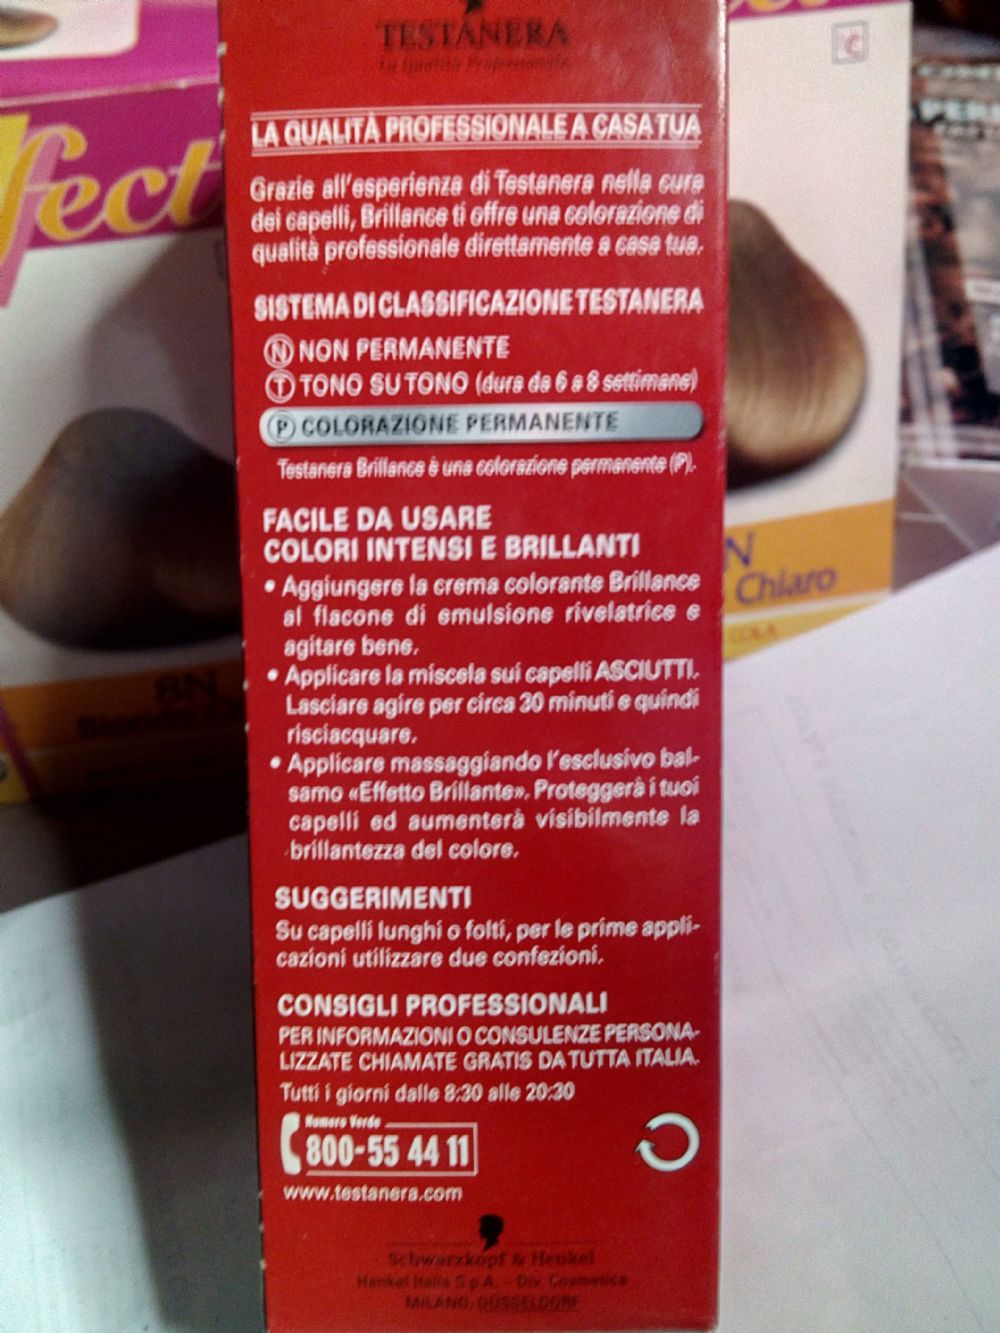 TESTANERA
La Qualità Professionale
LA QUALITÀ PROFESSIONALE A CASA TUA
Grazie all'esperienza di Testanera nella cura
dei capelli, Brillance ti offre una colorazione di
qualità professionale direttamente a casa tua.
SISTEMA DI CLASSIFICAZIONE TESTANERA
N NON PERMANENTE
T TONO SU TONO (dura da 6 a 8 settimane)
P COLORAZIONE PERMANENTE
Testanera Brillance è una colorazione permanente (P).
FACILE DA USARE
COLORI INTENSI E BRILLANTI
• Aggiungere la crema colorante Brillance
al flacone di emulsione rivelatrice e
agitare bene.
• Applicare la miscela sui capelli ASCIUTTI.
Lasciare agire per circa 30 minuti e quindi
risciacquare.
• Applicare massaggiando l'esclusivo bal-
samo «Effetto Brillante». Proteggerà i tuoi
capelli ed aumenterà visibilmente la
brillantezza del colore.
SUGGERIMENTI
Su capelli lunghi o folti, per le prime appli-
cazioni utilizzare due confezioni.
CONSIGLI PROFESSIONALI
PER INFORMAZIONI O CONSULENZE PERSONA-
LIZZATE CHIAMATE GRATIS DA TUTTA ITALIA.
Tutti i giorni dalle 8:30 alle 20:30
Numero Verde
800-55 44 11
www.testanera.com
Schwarzkopf & Henkel
Henkel Italia S.p.A. - Div. Cosmetica
MILANO, DÜSSELDORF
fect
8N
N
Chiaro
COLA